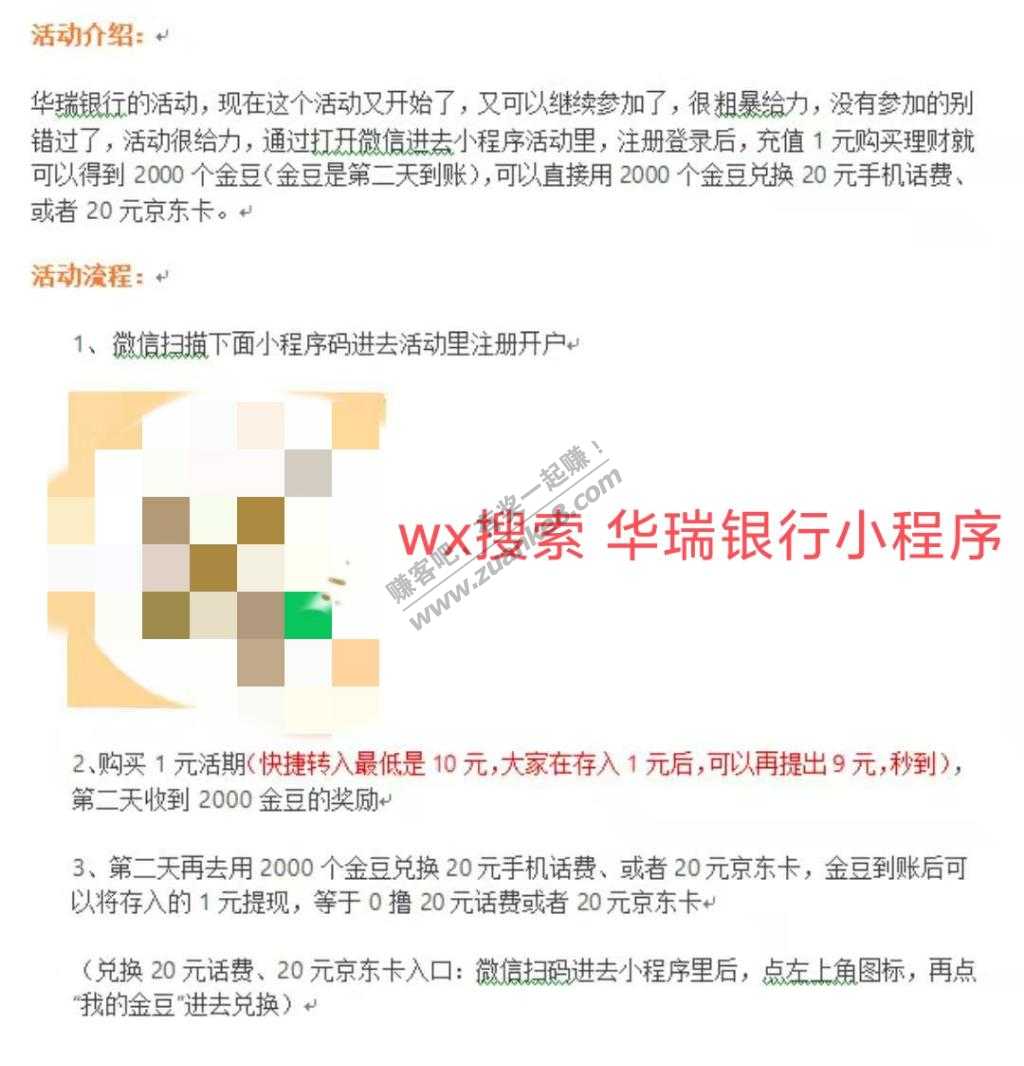 活动介绍：
华瑞银行的活动，现在这个活动又开始了，又可以继续参加了，很粗暴给力，没有参加的别
错过了，活动很给力，通过打开微信进去小程序活动里，注册登录后，充值 1 元购买理财就
可以得到 2000 个金豆（金豆是第二天到账），可以直接用 2000 个金豆兑换 20 元手机话费、
或者 20 元京东卡。
活动流程：
1、 微信扫描下面小程序码进去活动里注册开户
wx搜索 华瑞银行小程序
赚客吧，有奖一起赚！
www.zuanke8.com
2、购买 1 元活期（快捷转入最低是 10 元，大家在存入 1 元后，可以再提出 9 元，秒到），
第二天收到 2000 金豆的奖励
3、第二天再去用 2000 个金豆兑换 20 元手机话费、或者 20 元京东卡，金豆到账后可
以将存入的 1 元提现，等于 0 撸 20 元话费或者 20 元京东卡
（兑换 20 元话费、20 元京东卡入口：微信扫码进去小程序里后，点左上角图标，再点
“我的金豆”进去兑换）